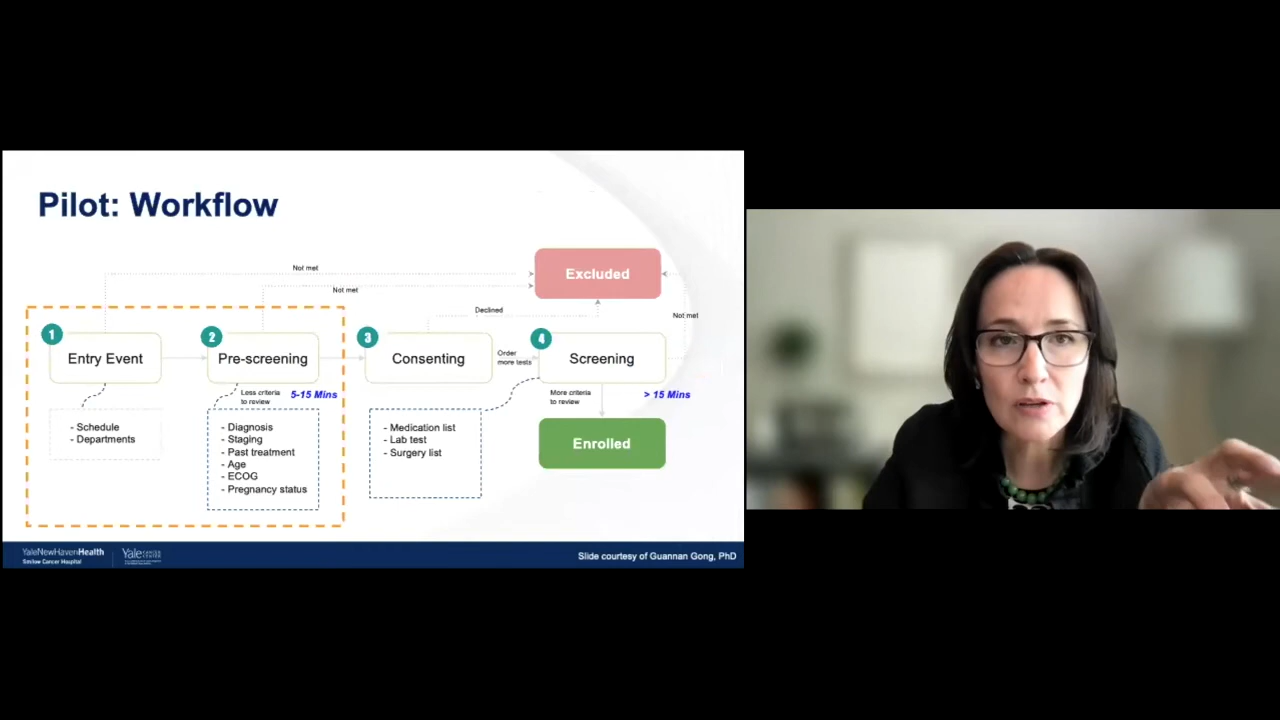 Pilot: Workflow
Excluded
Not met
Not met
Declined
Not met
1
Entry Event
2
Pre-screening
3
Consenting
Order
more tests
4
Screening
Less criteria
to review
5-15 Mins
More criteria
to review
> 15 Mins
- Schedule
- Departments
- Diagnosis
- Staging
- Past treatment
- Age
- ECOG
- Pregnancy status
- Medication list
- Lab test
- Surgery list
Enrolled
YaleNewHavenHealth
Smilow Cancer Hospital
Yale
CANCER
CENTER
Slide courtesy of Guannan Gong, PhD